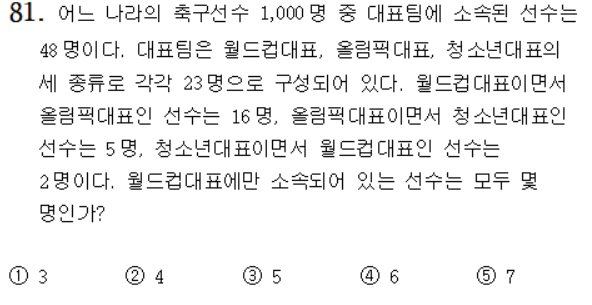 81. 어느 나라의 축구선수 1,000명 중 대표팀에 소속된 선수는
48명이다. 대표팀은 월드컵대표, 올림픽대표, 청소년대표의
세 종류로 각각 23명으로 구성되어 있다. 월드컵대표이면서
올림픽대표인 선수는 16명, 올림픽대표이면서 청소년대표인
선수는 5명, 청소년대표이면서 월드컵대표인 선수는
2명이다. 월드컵대표에만 소속되어 있는 선수는 모두 몇
명인가?
① 3 ② 4 ③ 5 ④ 6 ⑤ 7